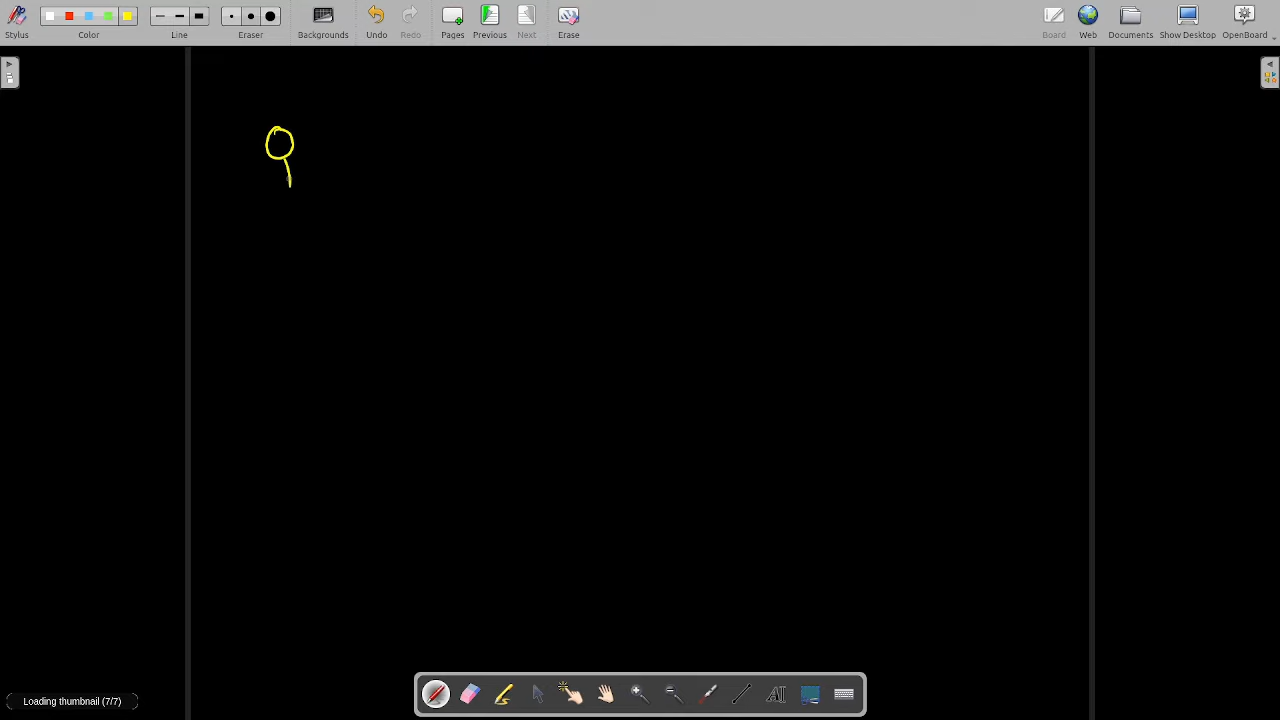 Stylus
Color
Line
Eraser
Backgrounds
Undo
Redo
Pages
Previous
Next
Erase
Board
Web
Documents
Show Desktop
OpenBoard
AI
Loading thumbnail (7/7)